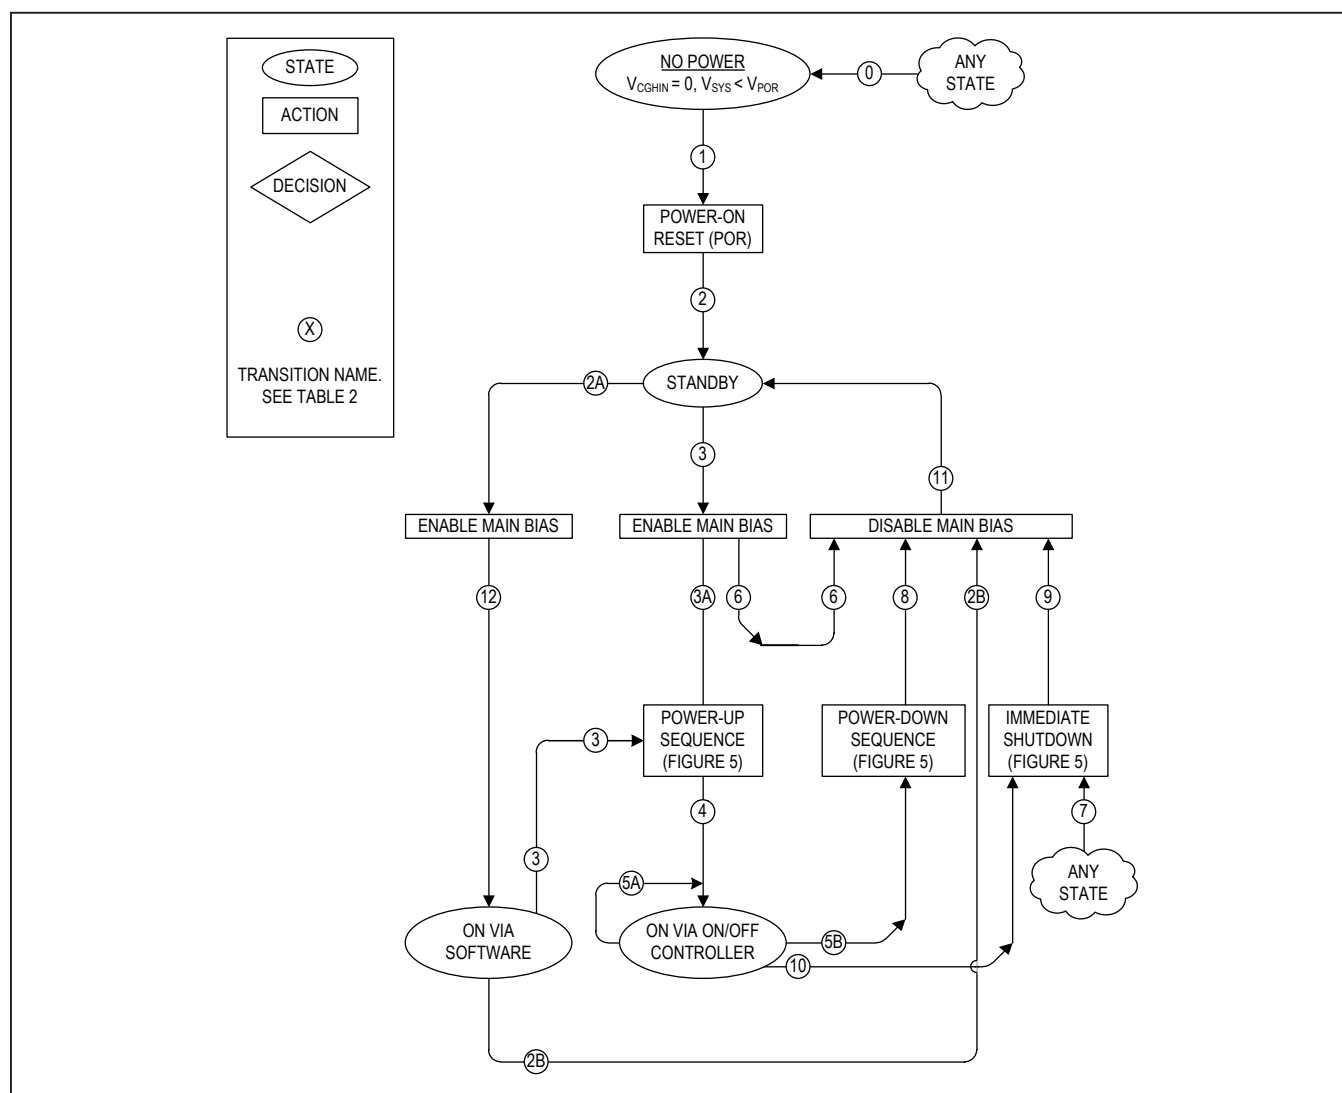 STATE
ACTION
DECISION
X
TRANSITION NAME.
SEE TABLE 2
NO POWER
VCGHIN = 0, VSYS < VPOR
0
ANY
STATE
1
POWER-ON
RESET (POR)
2
2A
STANDBY
3
11
ENABLE MAIN BIAS
ENABLE MAIN BIAS
DISABLE MAIN BIAS
12
3A
6
6
8
2B
9
POWER-UP
SEQUENCE
(FIGURE 5)
POWER-DOWN
SEQUENCE
(FIGURE 5)
IMMEDIATE
SHUTDOWN
(FIGURE 5)
3
4
7
3
5A
ANY
STATE
ON VIA
SOFTWARE
ON VIA ON/OFF
CONTROLLER
5B
10
2B